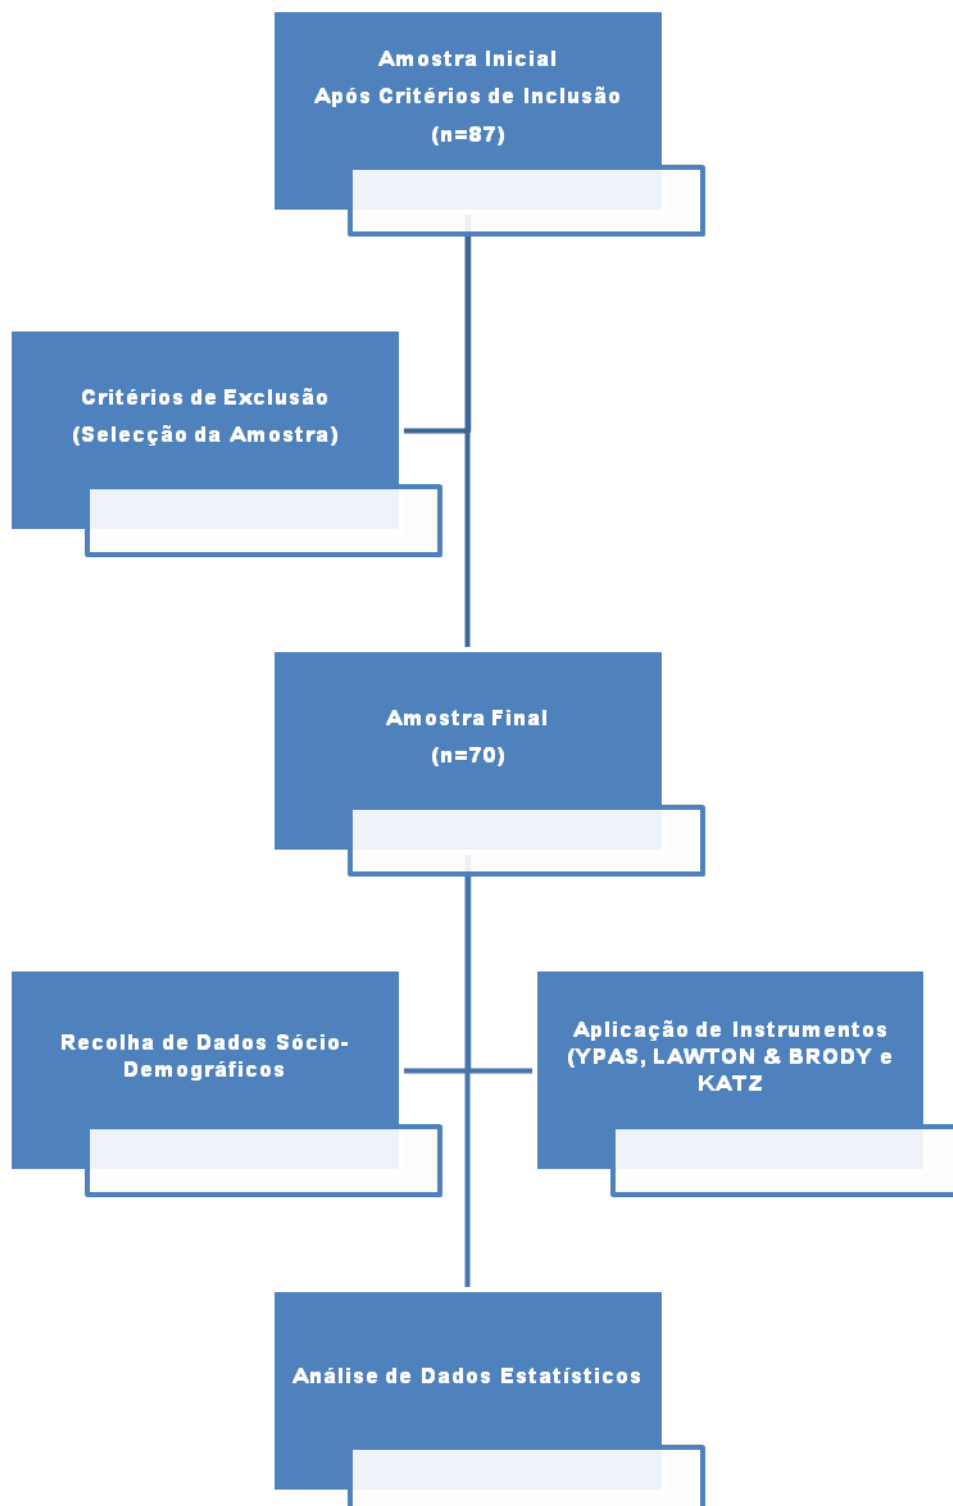 Amostra Inicial
Após Critérios de Inclusão
(n=87)
Critérios de Exclusão
(Selecção da Amostra)
Amostra Final
(n=70)
Recolha de Dados Sócio-
Demográficos
Aplicação de Instrumentos
(YPAS, LAWTON & BRODY e
KATZ
Análise de Dados Estatísticos